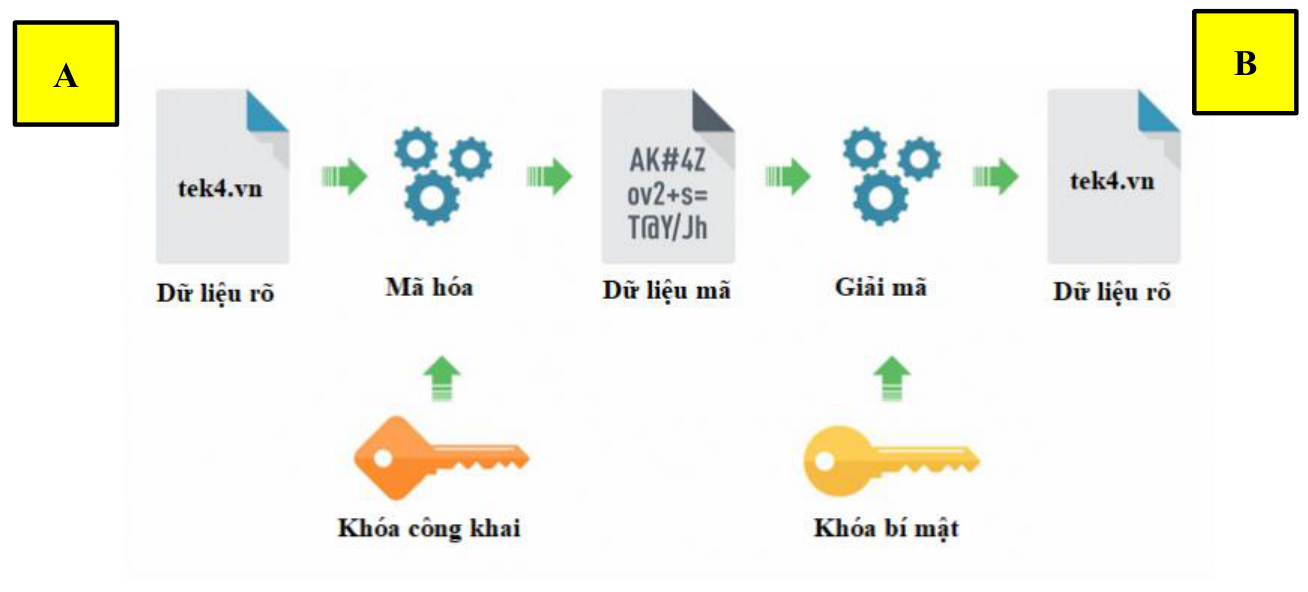 A
B
tek4.vn
AK#4Z
ov2+s=
T@Y/Jh
tek4.vn
Dữ liệu rõ
Mã hóa
Dữ liệu mã
Giải mã
Dữ liệu rõ
Khóa công khai
Khóa bí mật